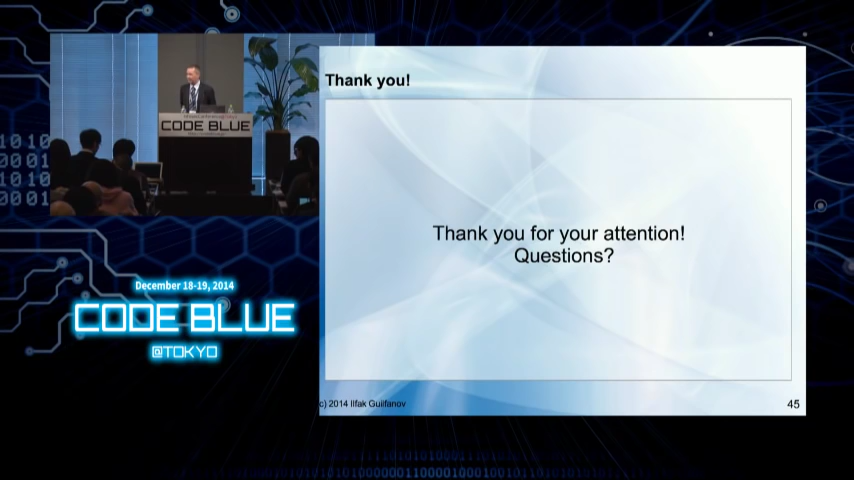 CODE BLUE
Thank you!
Thank you for your attention!
Questions?
c) 2014 Ilfak Guilfanov
45
December 18-19, 2014
CODE BLUE
@TOKYO